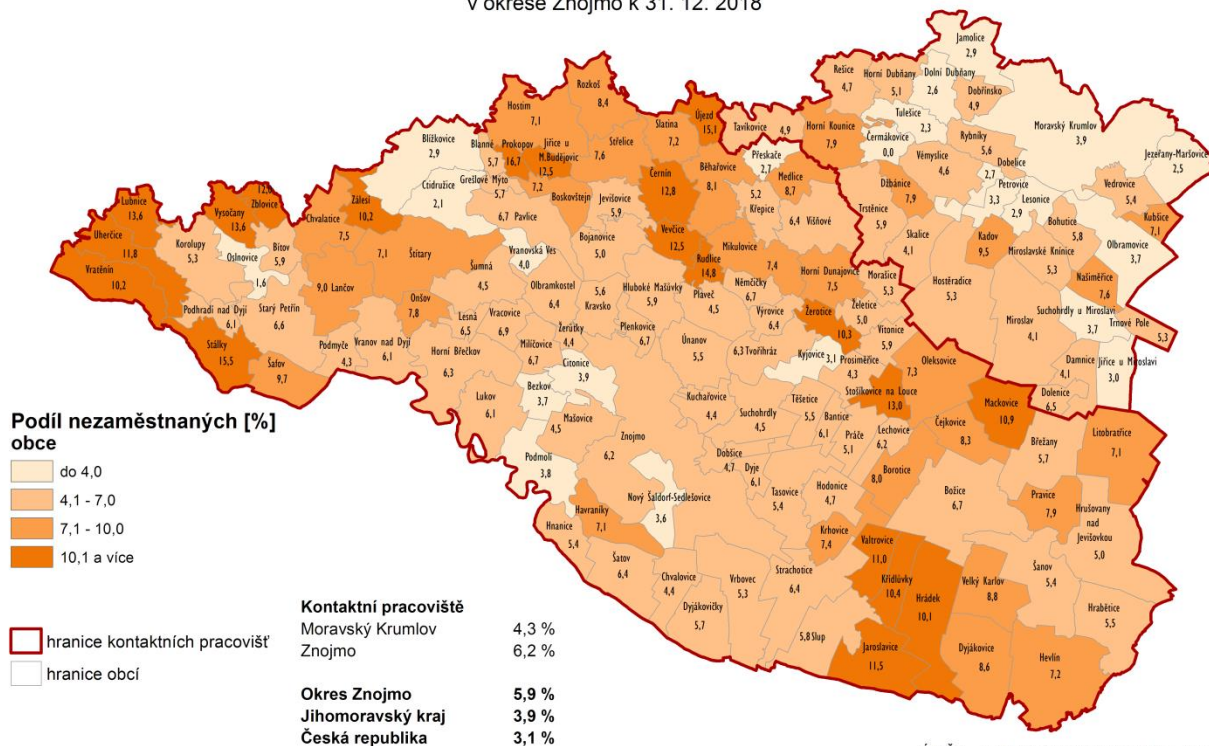 v okrese Znojmo k 31. 12. 2018
Jamolice
2,9
Rešice
4,7
Horní Dubňany
5,1
Dolní Dubňany
2,6
Dobřínsko
4,9
Tulešice
2,3
Moravský Krumlov
3,9
Rozkoš
8,4
Hostim
7,1
Újezd
15,1
Slatina
7,2
Tavíkovice
4,9
Horní Kounice
7,9
Čermákovice
0,0
Rybníky
5,6
Jezeřany-Maršovice
2,5
Blížkovice
2,9
Blanné
5,7
Prokopov
16,7
Jiřice u
M.Budějovic
12,5
Střelice
7,6
Přeskače
2,7
Vémyslice
4,6
Dobelice
2,7
Petrovice
3,3
Lesonice
2,9
Vedrovice
5,4
Ctidružice
2,1
Grešlové Mýto
5,7
7,2
Boskovštejn
Černín
12,8
Běhařovice
8,1
Medlice
8,7
5,2
Křepice
Džbánice
7,9
Kubšice
7,1
Lubnice
13,6
12,0
Zblovice
Vysočany
13,6
Zálesí
10,2
Chvalatice
7,5
6,7 Pavlice
Jevišovice
5,9
6,4 Višňové
Trstěnice
5,9
Bohutice
5,8
Olbramovice
3,7
Uherčice
11,8
Korolupy
5,3
Oslnovice
1,6
Bítov
5,9
7,1
Štítary
Vranovská Ves
4,0
Bojanovice
5,0
Vevčice
12,5
Mikulovice
7,4
Skalice
4,1
Kadov
9,5
Miroslavské Knínice
5,3
Vratěnín
10,2
9,0 Lančov
Šumná
4,5
Rudlice
14,8
Horní Dunajovice
7,5
Morašice
5,3
Hostěradice
5,3
Našiměřice
7,6
Podhradí nad Dyjí
6,1
Starý Petřín
6,6
Onšov
7,8
Lesná
6,5
Vracovice
6,9
Olbramkostel
6,4
5,6
Kravsko
Hluboké Mašůvky
5,9
Plaveč
4,5
Němčičky
6,7
Výrovice
6,4
Žerotice
10,3
Želetice
5,0
Vítonice
5,9
Suchohrdly u Miroslavi
3,7
Trnové Pole
5,3
Miroslav
4,1
Stálky
15,5
Šafov
9,7
Podmyče
4,3
Vranov nad Dyjí
6,1
Horní Břečkov
6,3
Milíčovice
6,7
Žerůtky
4,4
Plenkovice
6,7
Únanov
5,5
6,3 Tvořihráz
Kyjovice 3,1
Prosiměřice
4,3
Oleksovice
7,3
Damnice
4,1
Jiřice u Miroslavi
3,0
Citonice
3,9
Bezkov
3,7
Stošíkovice na Louce
13,0
Mackovice
10,9
Dolenice
6,5
Lukov
6,1
Mašovice
4,5
Kuchařovice
4,4
Suchohrdly
4,5
Těšetice
5,5
Bantice
6,1
Práče
5,1
Lechovice
6,2
Čejkovice
8,3
Břežany
5,7
Litobratřice
7,1
Znojmo
6,2
Podmolí
3,8
Dobšice
4,7
Dyje
6,1
Borotice
8,0
Božice
6,7
Pravice
7,9
Hrušovany
nad
Jevišovkou
5,0
Nový Šaldorf-Sedlešovice
3,6
Tasovice
5,4
Hodonice
4,7
Havraníky
7,1
Hnanice
5,4
Krhovice
7,4
Valtrovice
11,0
Šatov
6,4
Chvalovice
4,4
Vrbovec
5,3
Strachotice
6,4
Křídlůvky
10,4
Hrádek
10,1
Velký Karlov
8,8
Šanov
5,4
Dyjákovičky
5,7
5,8 Slup
Hrabětice
5,5
Jaroslavice
11,5
Dyjákovice
8,6
Hevlín
7,2
Podíl nezaměstnaných [%]
obce
do 4,0
4,1 - 7,0
7,1 - 10,0
10,1 a více
hranice kontaktních pracovišť
hranice obcí
Kontaktní pracoviště
Moravský Krumlov 4,3 %
Znojmo 6,2 %
Okres Znojmo 5,9 %
Jihomoravský kraj 3,9 %
Česká republika 3,1 %